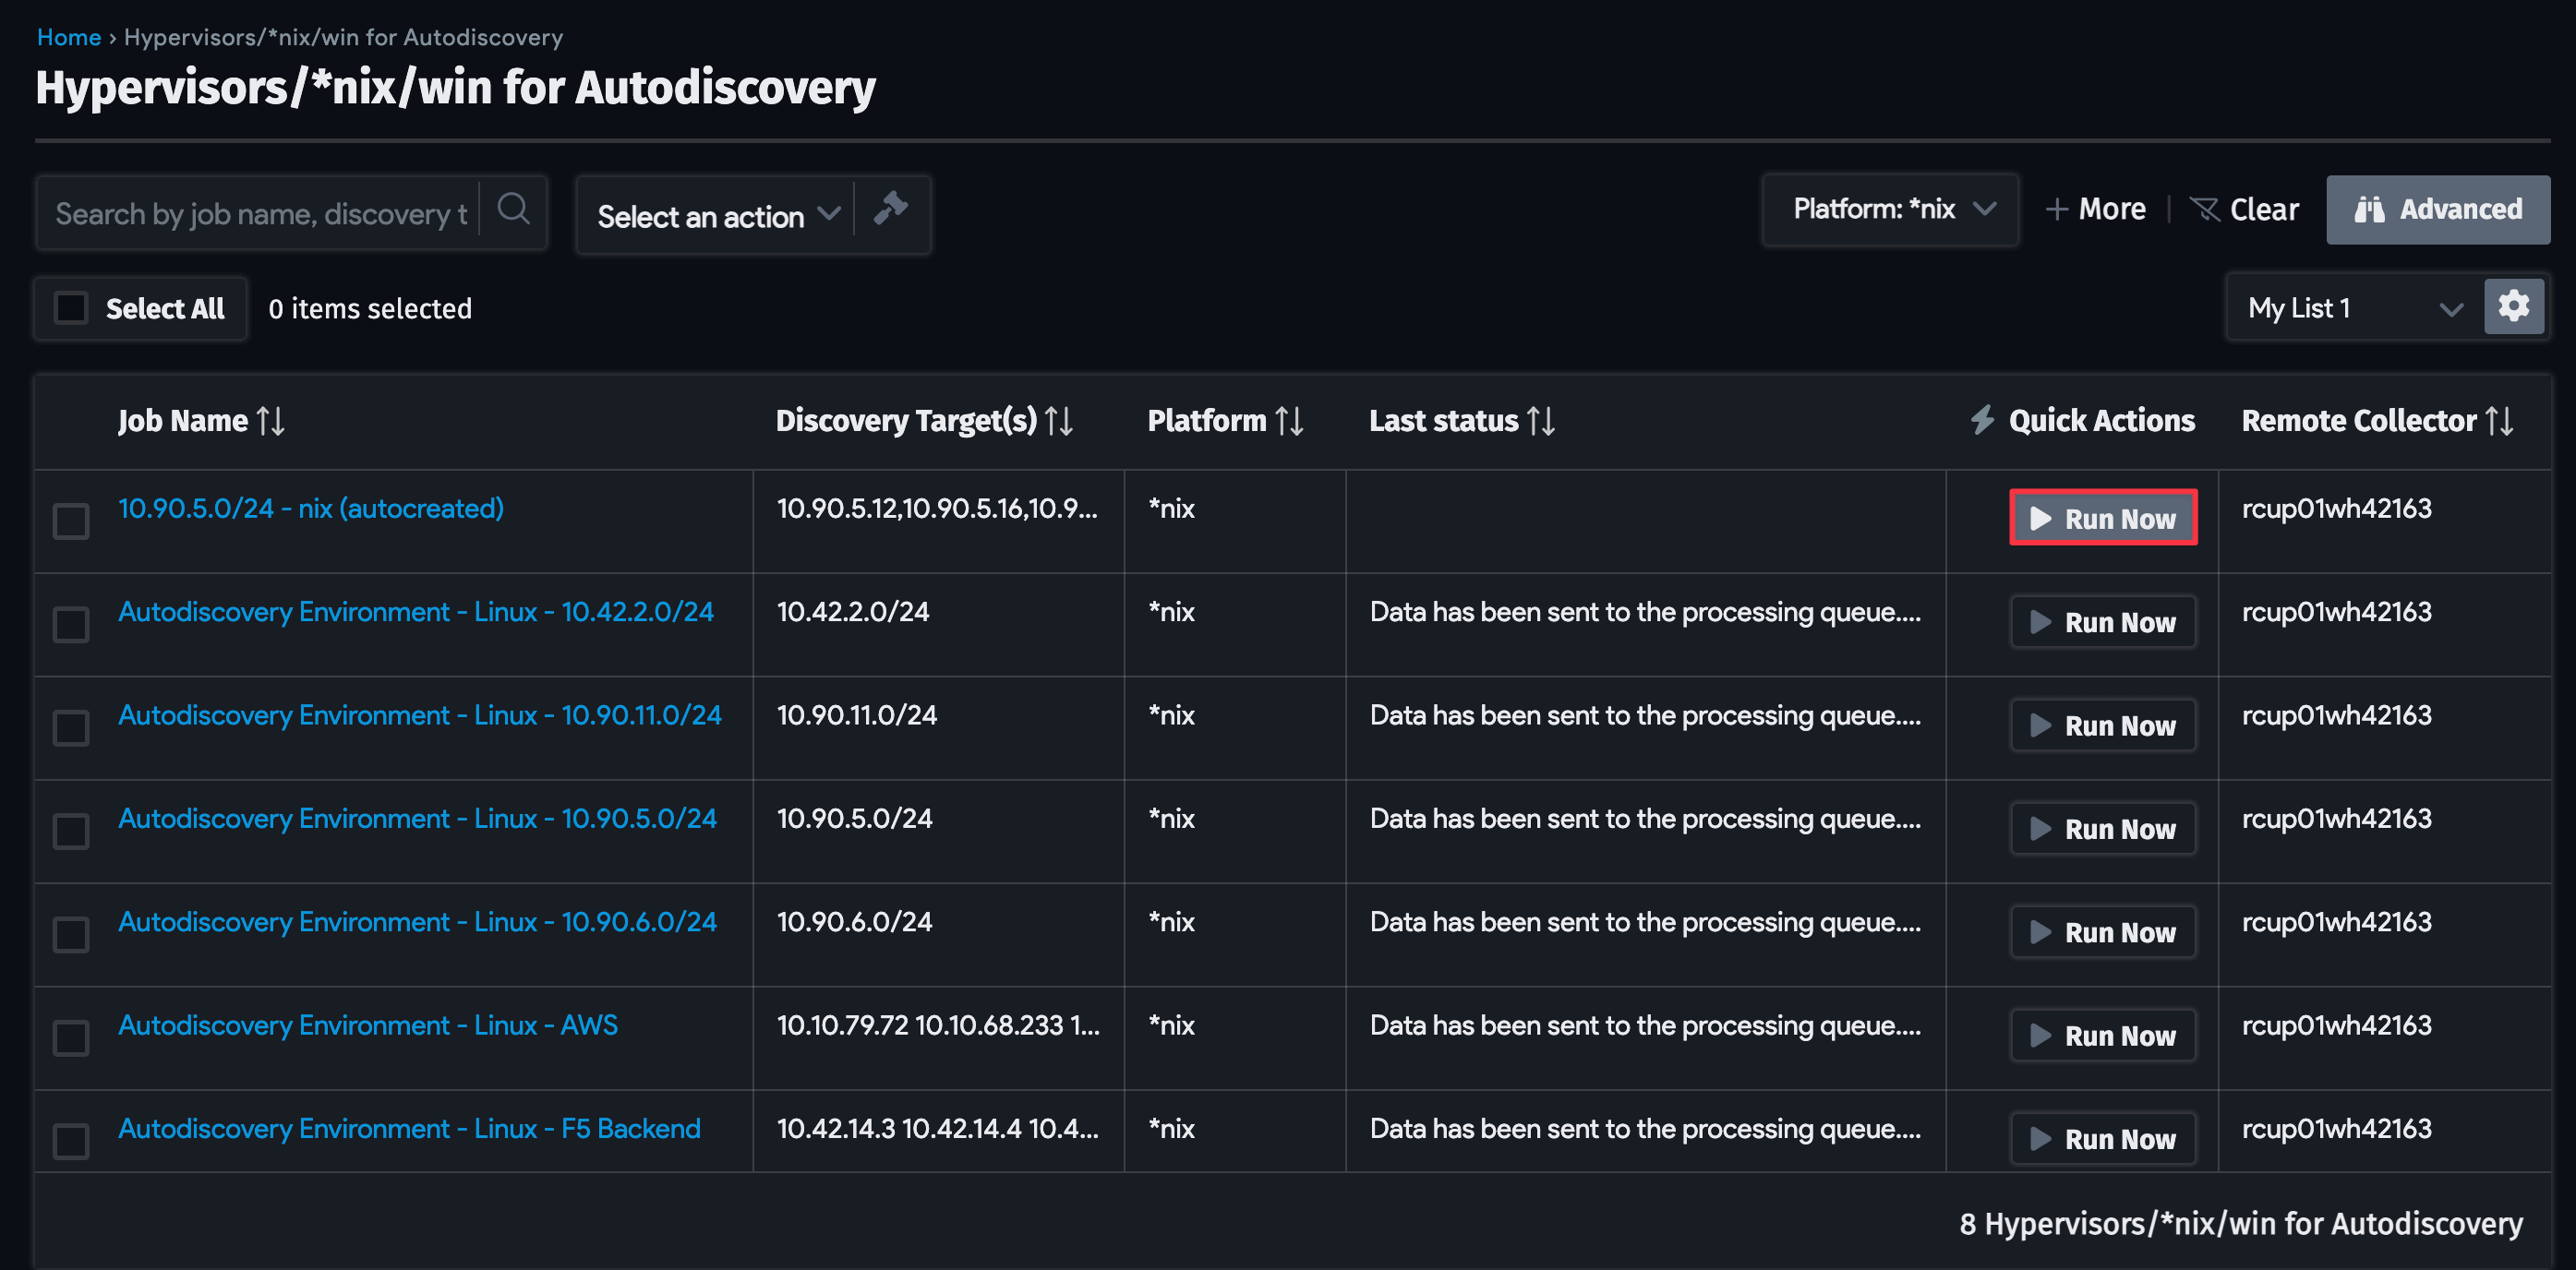 Home › Hypervisors/*nix/win for Autodiscovery
Hypervisors/*nix/win for Autodiscovery
Search by job name, discovery t
Select an action
Platform: *nix
+ More
Clear
Advanced
Select All
0 items selected
My List 1
Job Name Discovery Target(s) Platform Last status Quick Actions Remote Collector
10.90.5.0/24 - nix (autocreated) 10.90.5.12,10.90.5.16,10.9... *nix Run Now rcup01wh42163
Autodiscovery Environment - Linux - 10.42.2.0/24 10.42.2.0/24 *nix Data has been sent to the processing queue.... Run Now rcup01wh42163
Autodiscovery Environment - Linux - 10.90.11.0/24 10.90.11.0/24 *nix Data has been sent to the processing queue.... Run Now rcup01wh42163
Autodiscovery Environment - Linux - 10.90.5.0/24 10.90.5.0/24 *nix Data has been sent to the processing queue.... Run Now rcup01wh42163
Autodiscovery Environment - Linux - 10.90.6.0/24 10.90.6.0/24 *nix Data has been sent to the processing queue.... Run Now rcup01wh42163
Autodiscovery Environment - Linux - AWS 10.10.79.72 10.10.68.233 1... *nix Data has been sent to the processing queue.... Run Now rcup01wh42163
Autodiscovery Environment - Linux - F5 Backend 10.42.14.3 10.42.14.4 10.4... *nix Data has been sent to the processing queue.... Run Now rcup01wh42163
8 Hypervisors/*nix/win for Autodiscovery